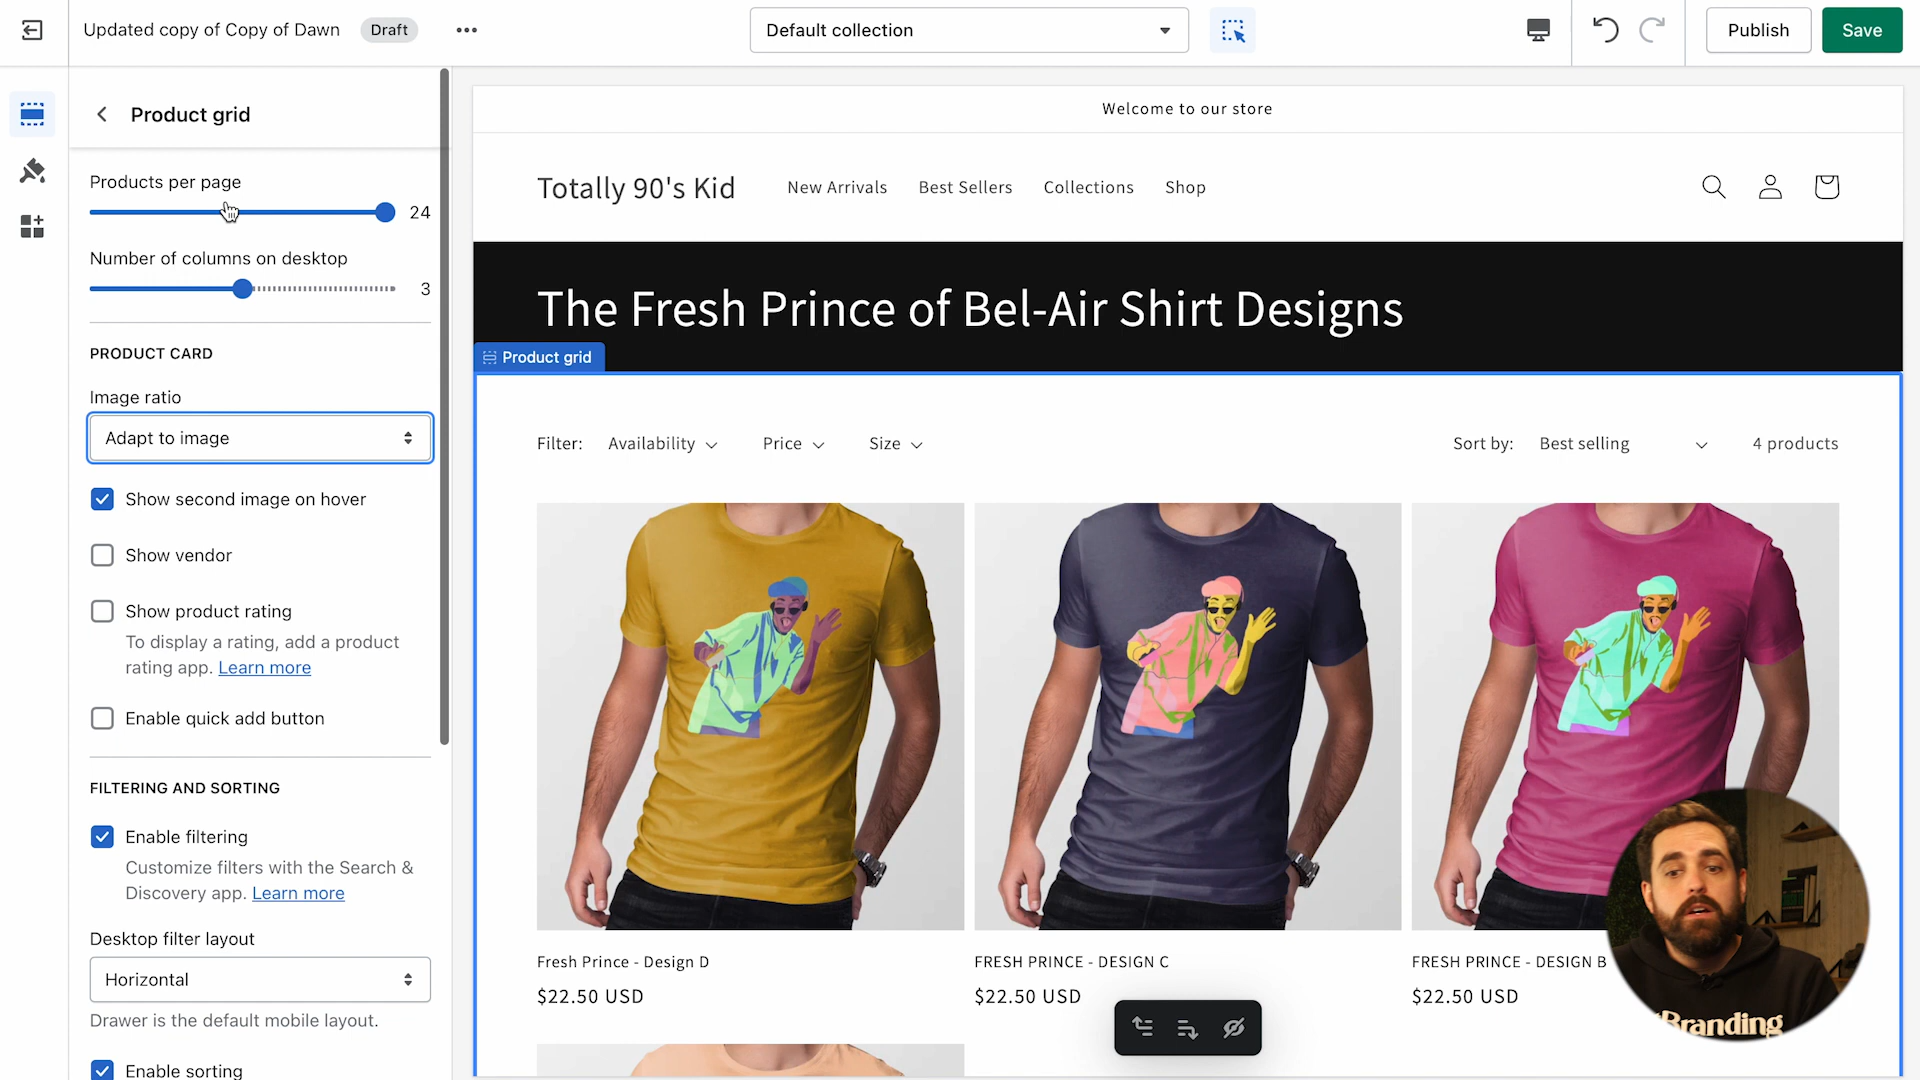 Updated copy of Copy of Dawn
Draft
Default collection
Publish
Save
Product grid
Products per page
24
Number of columns on desktop
3
PRODUCT CARD
Image ratio
Adapt to image
Show second image on hover
Show vendor
Show product rating
To display a rating, add a product
rating app. Learn more
Enable quick add button
FILTERING AND SORTING
Enable filtering
Customize filters with the Search &
Discovery app. Learn more
Desktop filter layout
Horizontal
Drawer is the default mobile layout.
Enable sorting
Welcome to our store
Totally 90's Kid
New Arrivals
Best Sellers
Collections
Shop
The Fresh Prince of Bel-Air Shirt Designs
Product grid
Filter:
Availability
Price
Size
Sort by:
Best selling
4 products
Fresh Prince - Design D
$22.50 USD
FRESH PRINCE - DESIGN C
$22.50 USD
FRESH PRINCE - DESIGN B
$22.50 USD
Branding